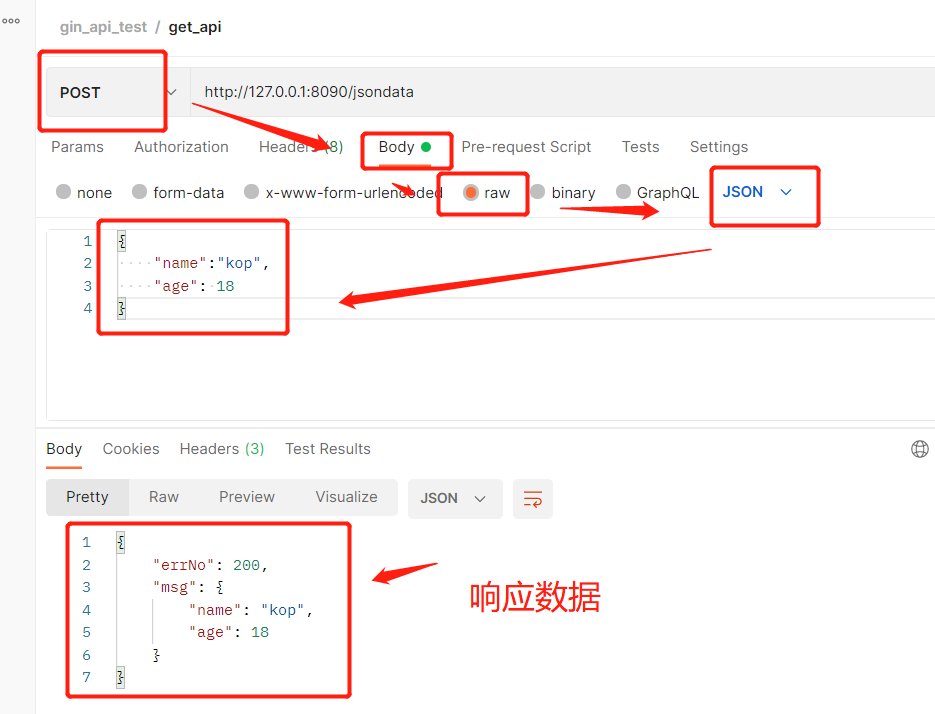 gin_api_test / get_api
POST http://127.0.0.1:8090/jsondata
Params Authorization Headers (8) Body Pre-request Script Tests Settings
none form-data x-www-form-urlencoded raw binary GraphQL JSON
1 {
2 "name":"kop",
3 "age": 18
4 }
Body Cookies Headers (3) Test Results
Pretty Raw Preview Visualize JSON
1 {
2 "errNo": 200,
3 "msg": {
4 "name": "kop",
5 "age": 18
6 }
7 }
响应数据